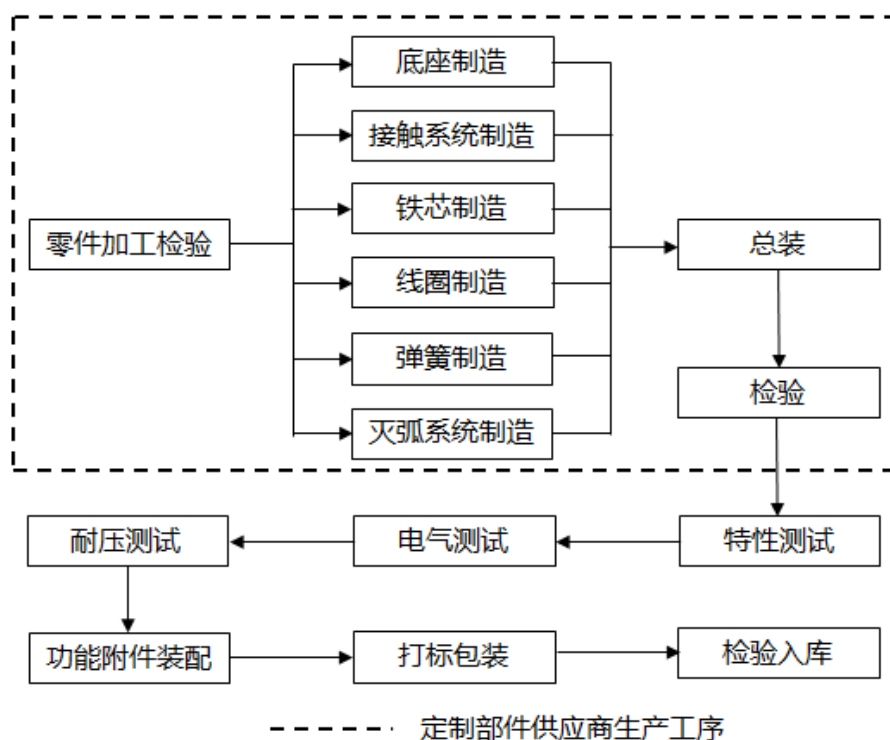 底座制造
接触系统制造
铁芯制造
零件加工检验
总装
线圈制造
弹簧制造
检验
灭弧系统制造
耐压测试
电气测试
特性测试
功能附件装配
打标包装
检验入库
定制部件供应商生产工序